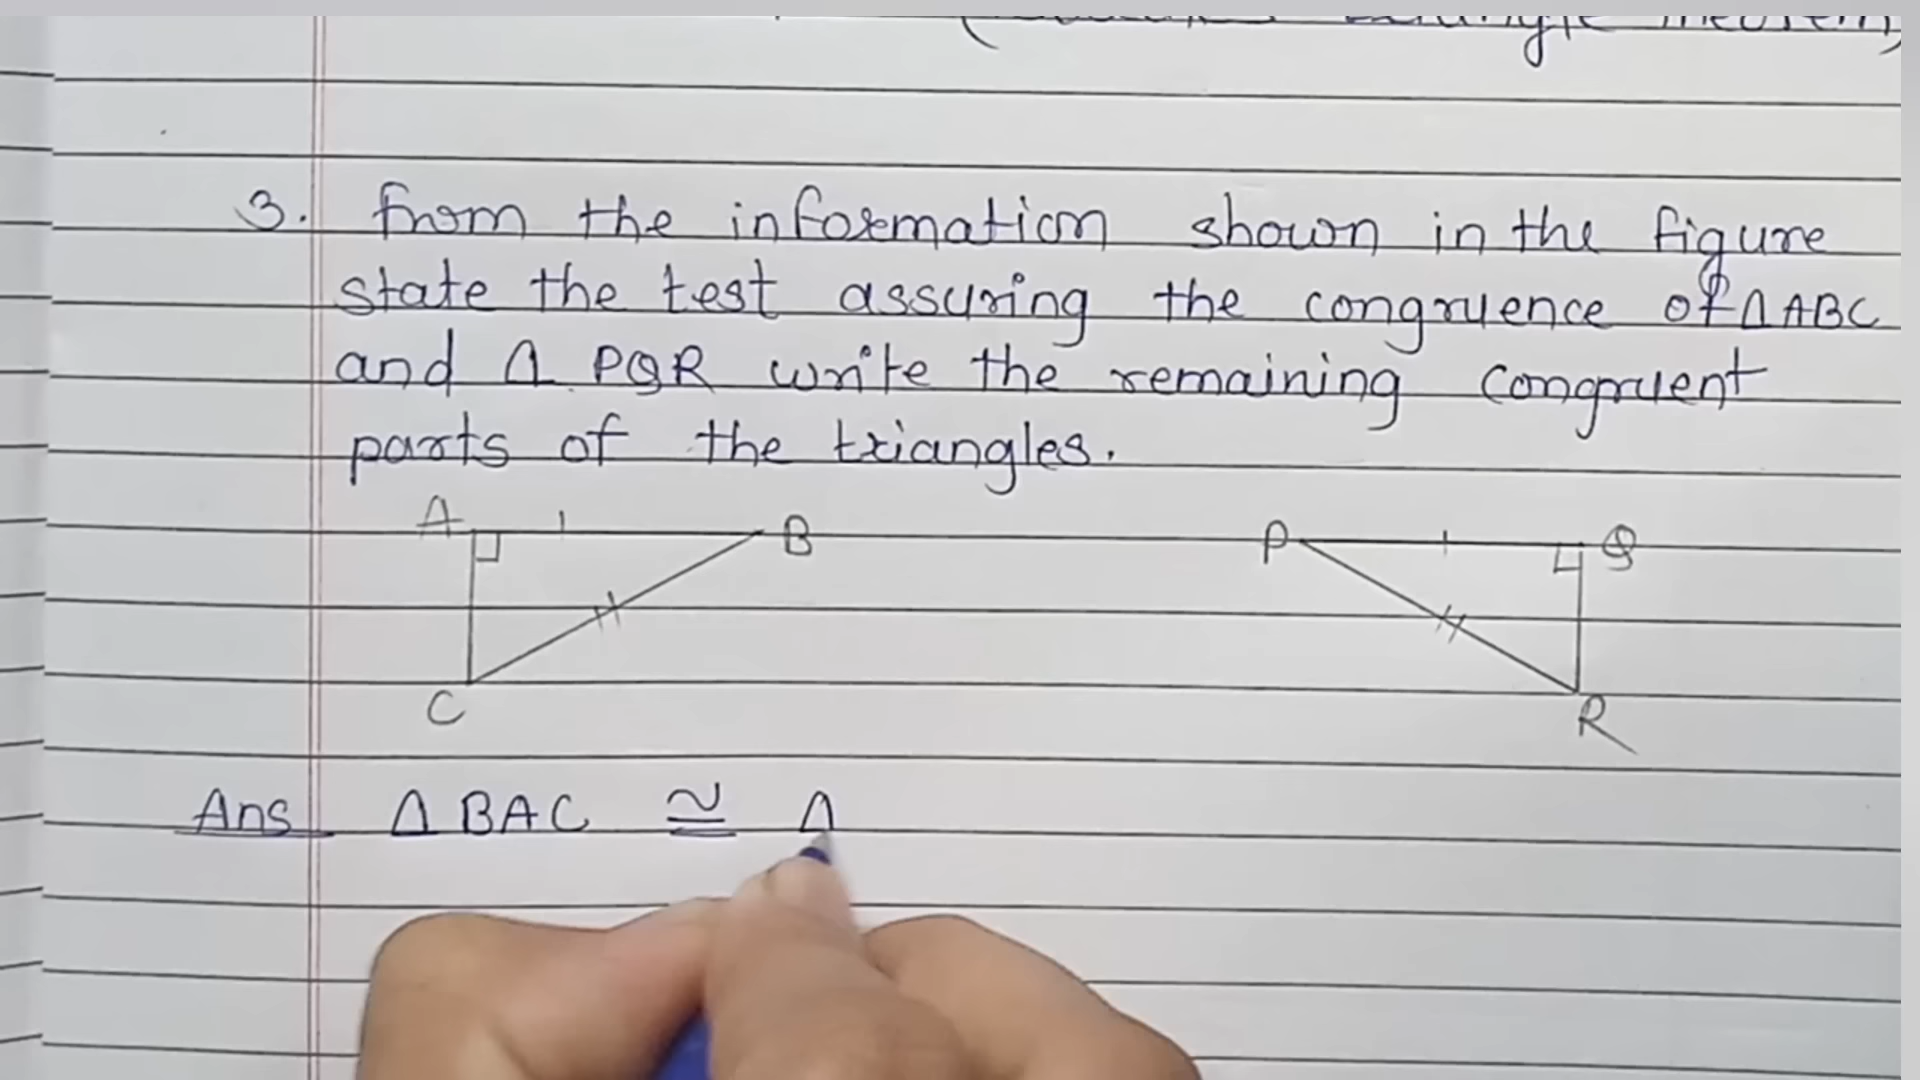 3. From the information shown in the figure
state the test assuring the congruence of Δ ABC
and Δ PQR write the remaining congruent
parts of the triangles.
A B P Q
C R
Ans Δ BAC ≅ Δ